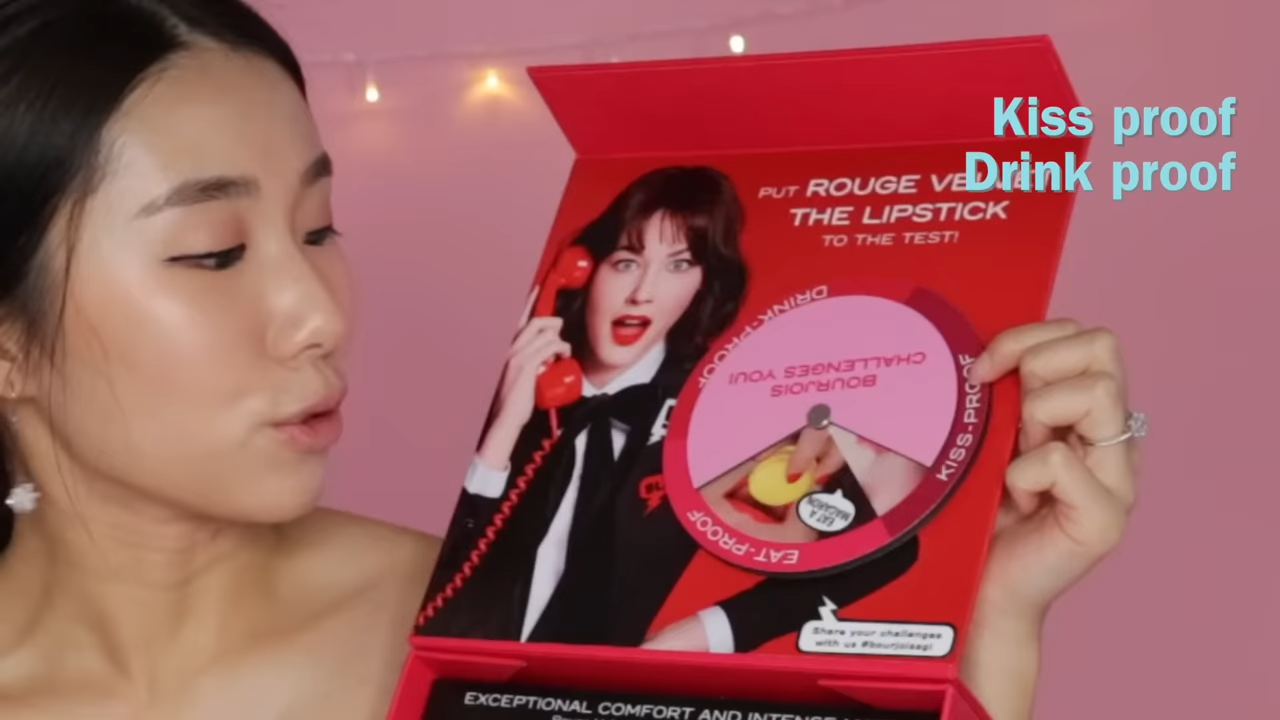 Kiss proof
Drink proof
PUT ROUGE VELVET
THE LIPSTICK
TO THE TEST!
DRINK-PROOF
KISS-PROOF
BOURJOIS
CHALLENGES YOU!
EAT A
MACARON
EAT-PROOF
Share your challenges
with us #bourjoisagi
EXCEPTIONAL COMFORT AND INTENSE